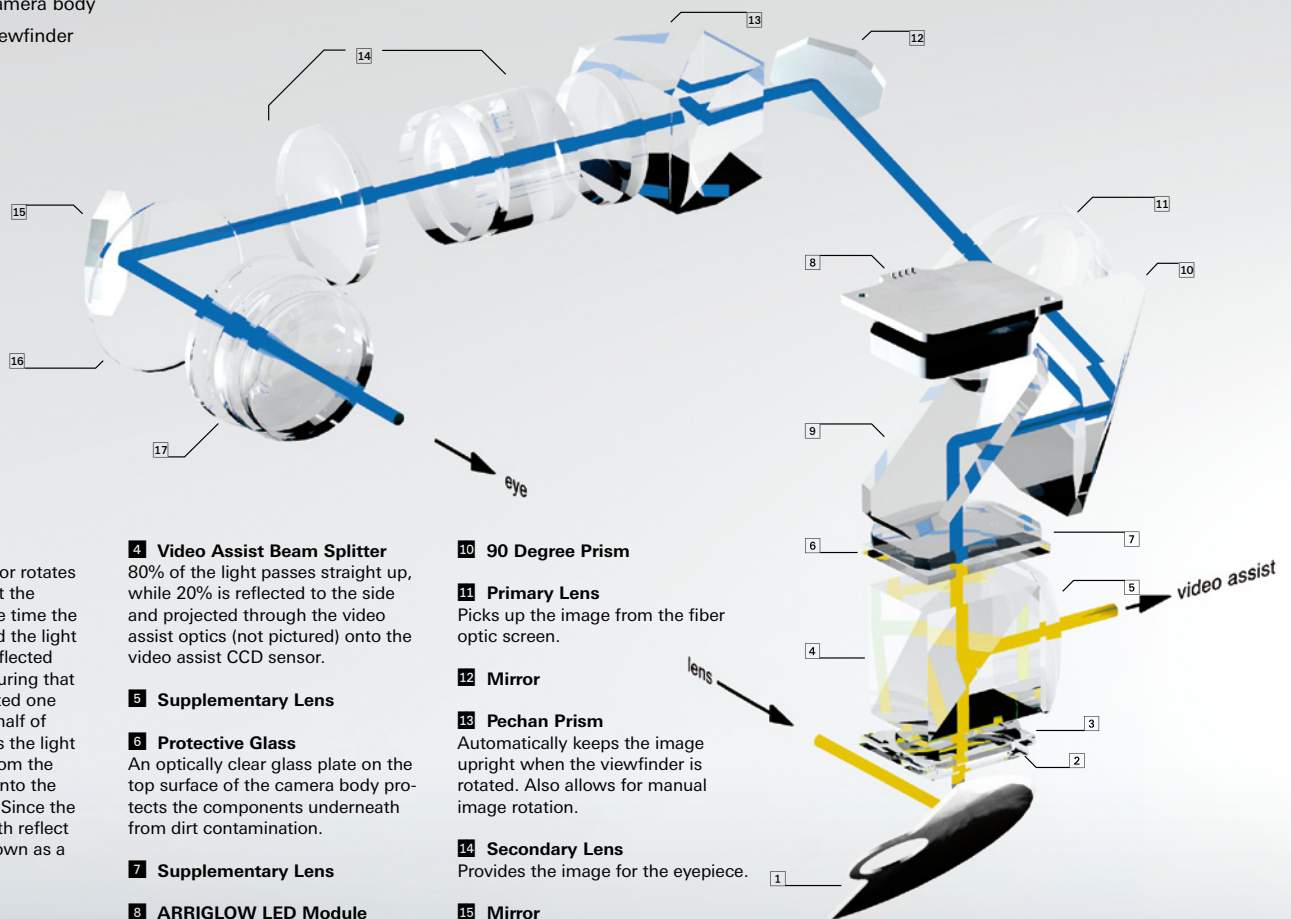 amera body
ewfinder
14
13
12
15
11
8
10
16
9
17
eye
6
7
5
video assist
4
lens
3
2
1
or rotates
t the
e time the
d the light
flected
uring that
ted one
half of
s the light
om the
nto the
Since the
th reflect
own as a
4 Video Assist Beam Splitter
80% of the light passes straight up,
while 20% is reflected to the side
and projected through the video
assist optics (not pictured) onto the
video assist CCD sensor.
5 Supplementary Lens
6 Protective Glass
An optically clear glass plate on the
top surface of the camera body pro-
tects the components underneath
from dirt contamination.
7 Supplementary Lens
8 ARRIGLOW LED Module
10 90 Degree Prism
11 Primary Lens
Picks up the image from the fiber
optic screen.
12 Mirror
13 Pechan Prism
Automatically keeps the image
upright when the viewfinder is
rotated. Also allows for manual
image rotation.
14 Secondary Lens
Provides the image for the eyepiece.
15 Mirror